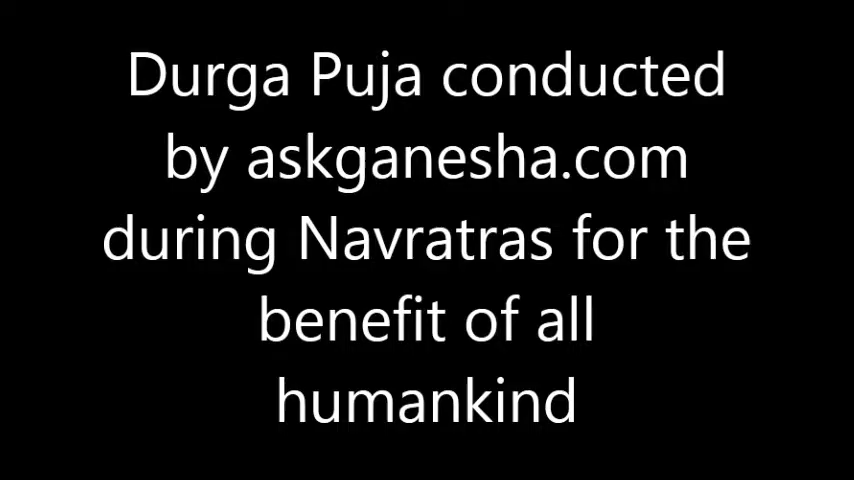 Durga Puja conducted
by askganesha.com
during Navratras for the
benefit of all
humankind